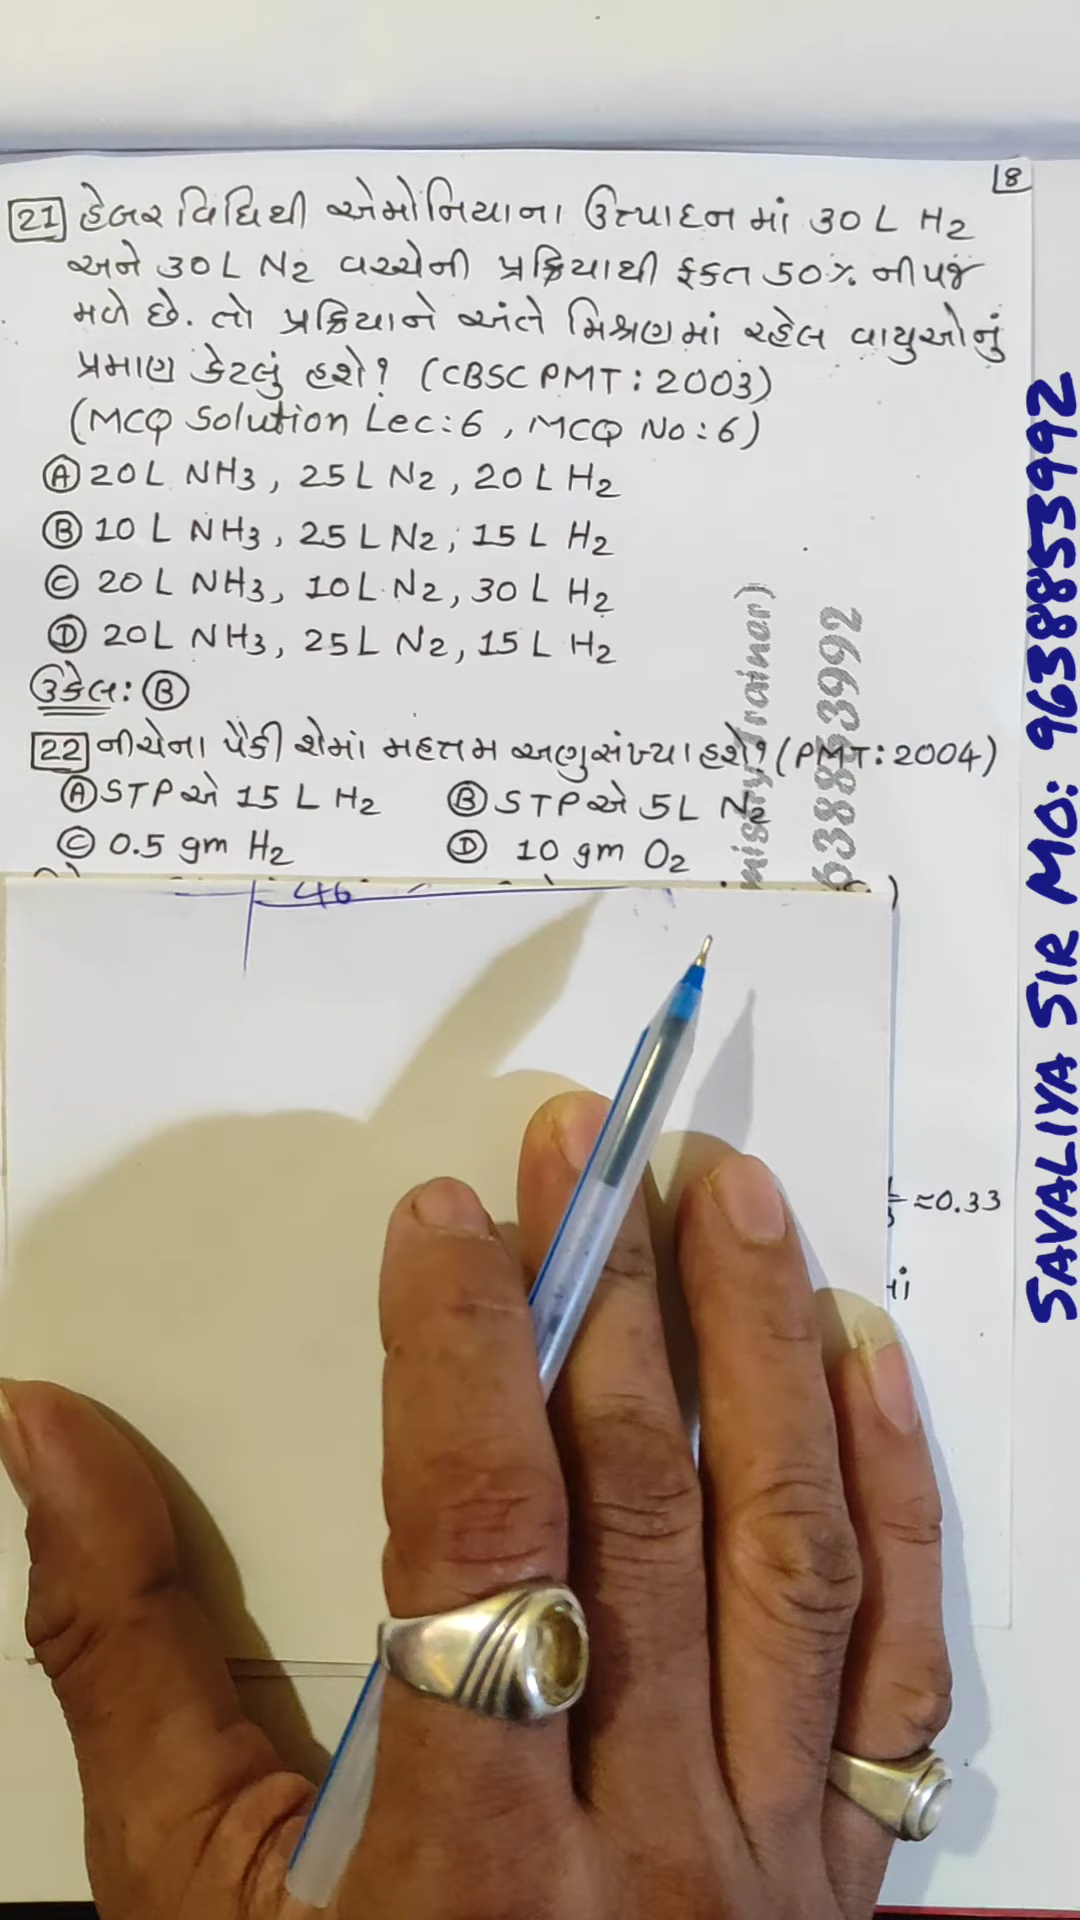 18
21 હેબર વિધિથી એમોનિયાના ઉત્પાદન માં 30 L H2
અને 30 L N2 વચ્ચેની પ્રક્રિયાથી ફક્ત 50% નીપજ
મળે છે. તો પ્રક્રિયાને અંતે મિશ્રણમાં રહેલ વાયુઓનું
પ્રમાણ કેટલું હશે? (CBSC PMT : 2003)
(MCQ Solution Lec:6 , MCQ No : 6)
Ⓐ 20 L NH3 , 25 L N2 , 20 L H2
Ⓑ 10 L NH3 , 25 L N2 , 15 L H2
Ⓒ 20 L NH3 , 10 L N2 , 30 L H2
Ⓓ 20 L NH3 , 25 L N2 , 15 L H2
ઉકેલ: Ⓑ
22 નીચેના પૈકી શેમાં મહત્તમ અણુસંખ્યા હશે? (PMT : 2004)
Ⓐ STP એ 15 L H2 Ⓑ STP એ 5 L N2
Ⓒ 0.5 gm H2 Ⓓ 10 gm O2
46
≈0.33
SAVALIYA SIR MO: 9638853992